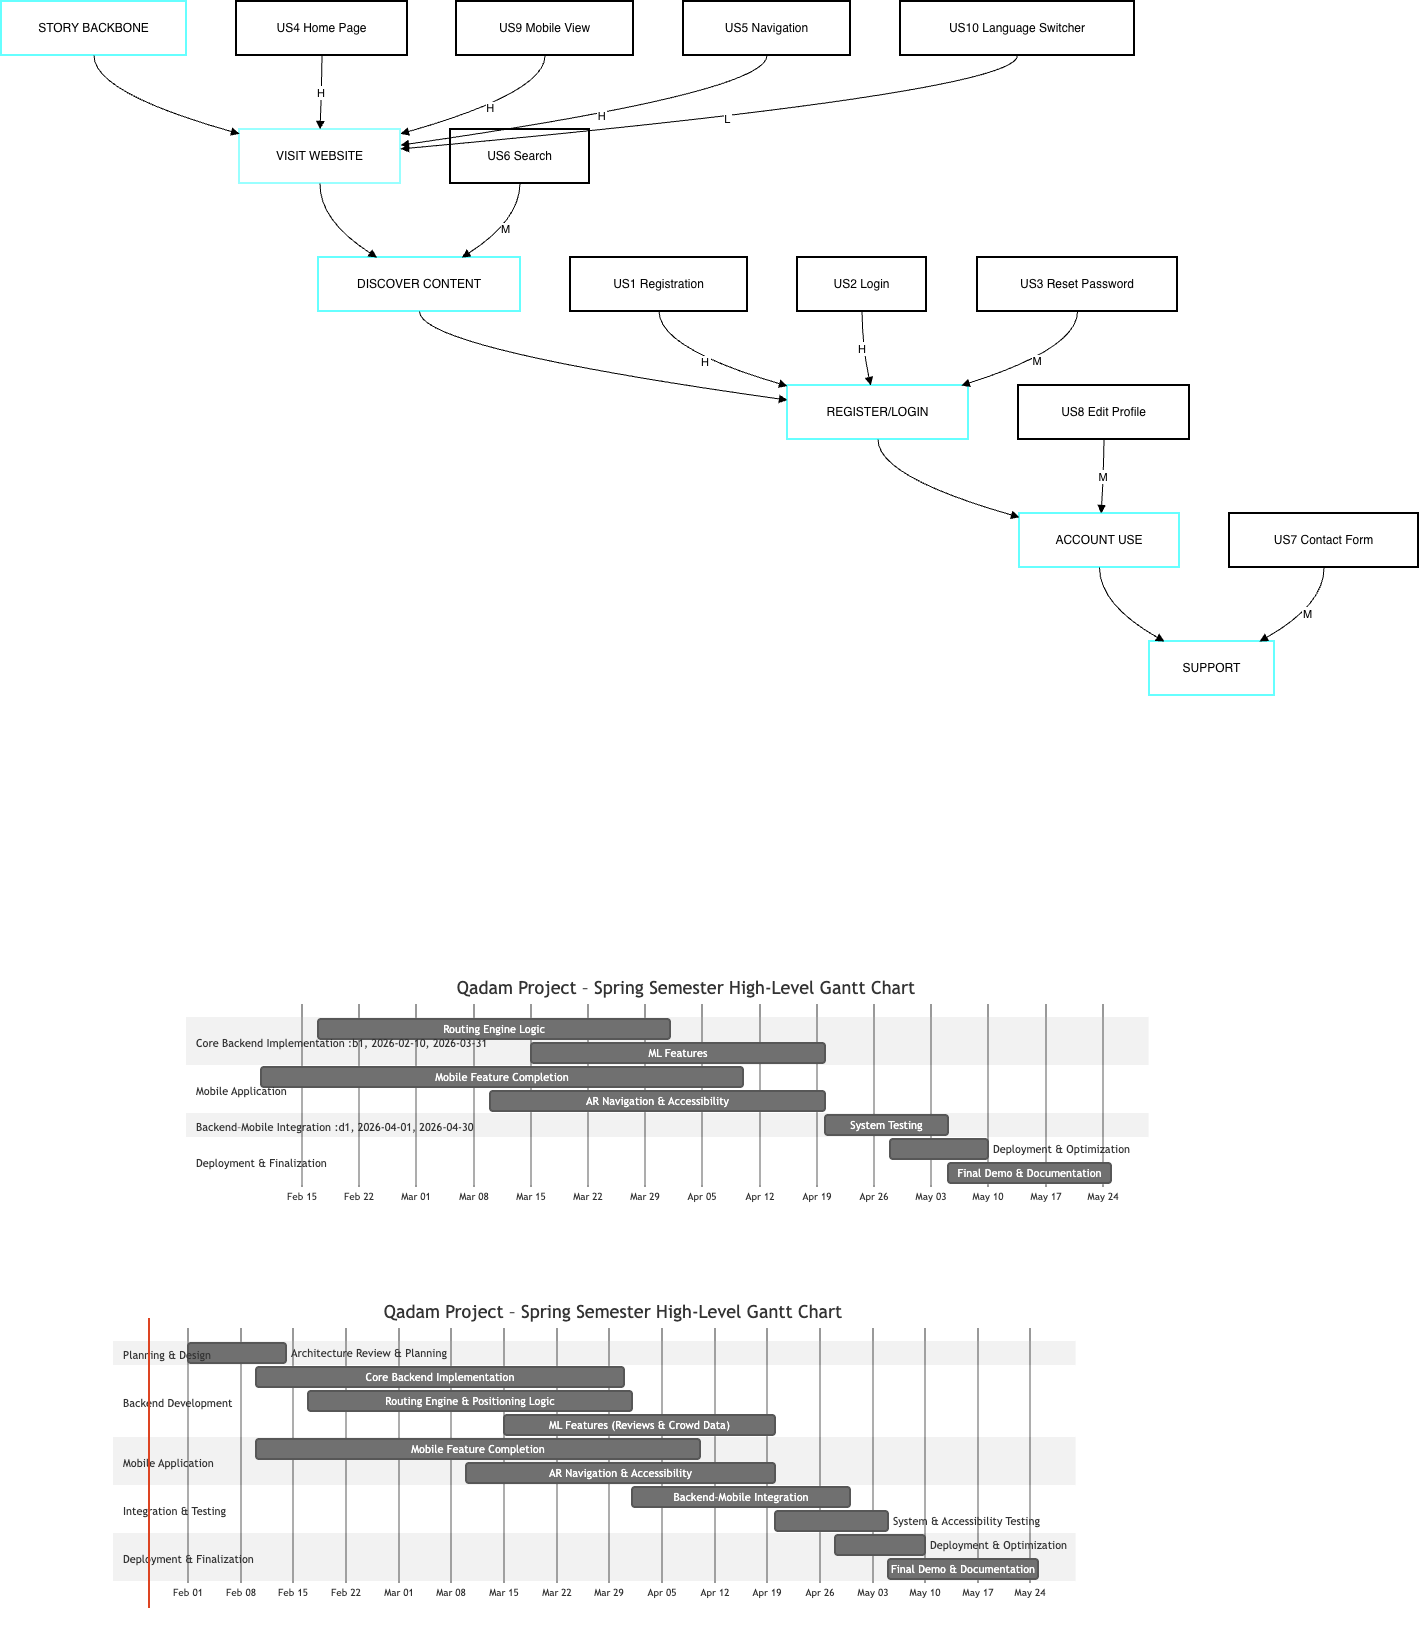 STORY BACKBONE
US4 Home Page
US9 Mobile View
US5 Navigation
US10 Language Switcher
H
H
H
L
VISIT WEBSITE
US6 Search
M
DISCOVER CONTENT
US1 Registration
US2 Login
US3 Reset Password
H
H
M
REGISTER/LOGIN
US8 Edit Profile
M
ACCOUNT USE
US7 Contact Form
M
SUPPORT
Qadam Project – Spring Semester High-Level Gantt Chart
Routing Engine Logic
Core Backend Implementation :b1, 2026-02-10, 2026-03-31
ML Features
Mobile Feature Completion
Mobile Application
AR Navigation & Accessibility
Backend-Mobile Integration :d1, 2026-04-01, 2026-04-30
System Testing
Deployment & Optimization
Deployment & Finalization
Final Demo & Documentation
Feb 15 Feb 22 Mar 01 Mar 08 Mar 15 Mar 22 Mar 29 Apr 05 Apr 12 Apr 19 Apr 26 May 03 May 10 May 17 May 24
Qadam Project – Spring Semester High-Level Gantt Chart
Planning & Design
Architecture Review & Planning
Core Backend Implementation
Backend Development
Routing Engine & Positioning Logic
ML Features (Reviews & Crowd Data)
Mobile Feature Completion
Mobile Application
AR Navigation & Accessibility
Backend-Mobile Integration
Integration & Testing
System & Accessibility Testing
Deployment & Optimization
Deployment & Finalization
Final Demo & Documentation
Feb 01 Feb 08 Feb 15 Feb 22 Mar 01 Mar 08 Mar 15 Mar 22 Mar 29 Apr 05 Apr 12 Apr 19 Apr 26 May 03 May 10 May 17 May 24